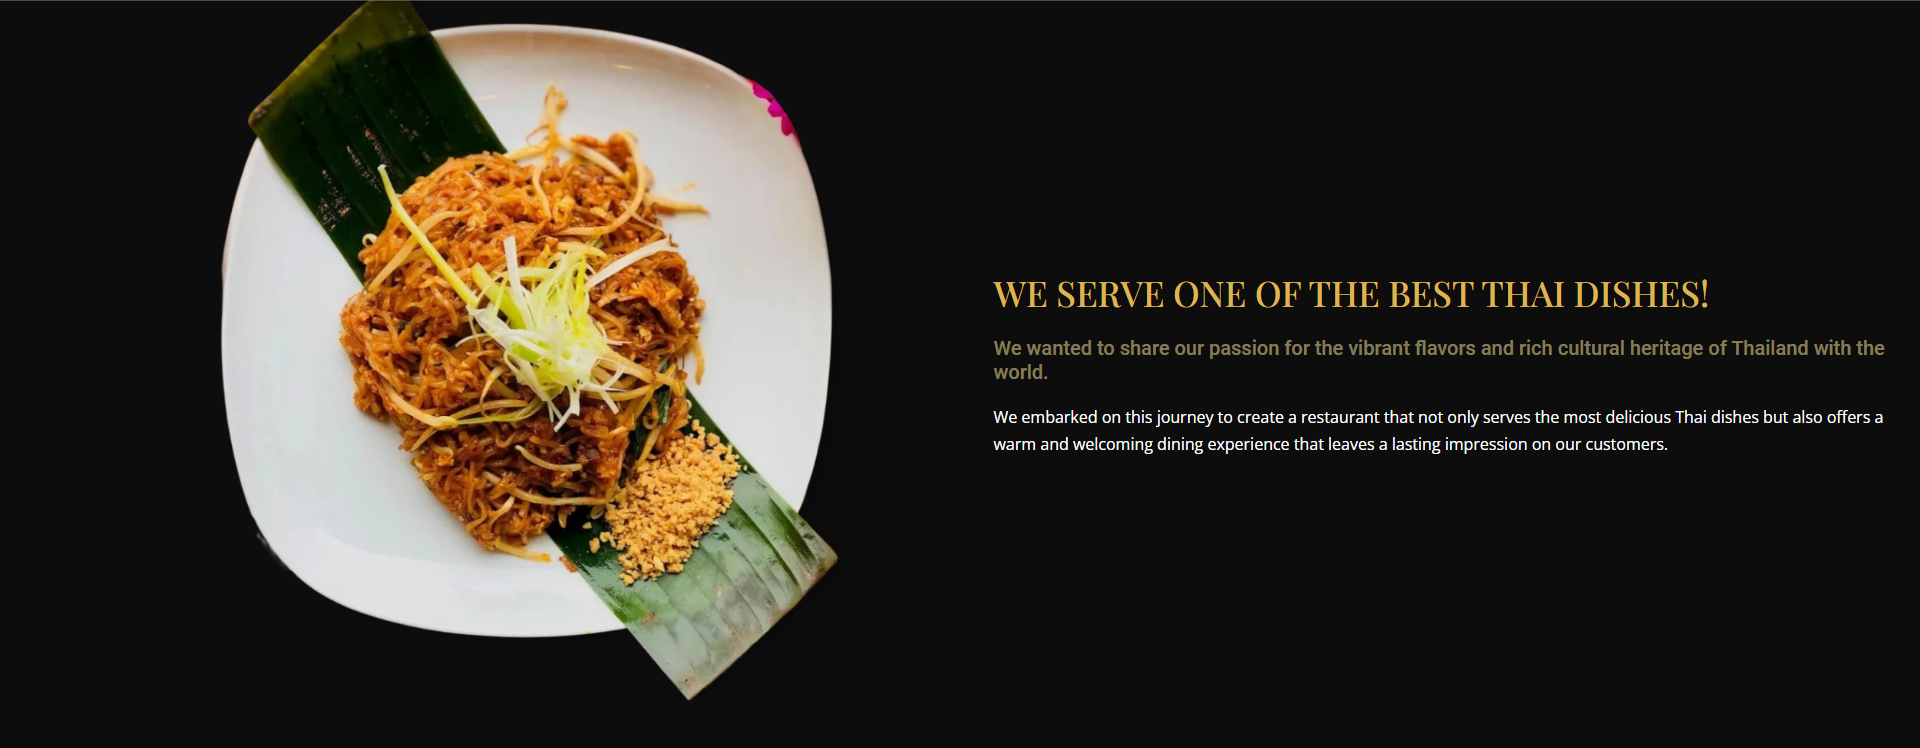 WE SERVE ONE OF THE BEST THAI DISHES!
We wanted to share our passion for the vibrant flavors and rich cultural heritage of Thailand with the
world.
We embarked on this journey to create a restaurant that not only serves the most delicious Thai dishes but also offers a
warm and welcoming dining experience that leaves a lasting impression on our customers.